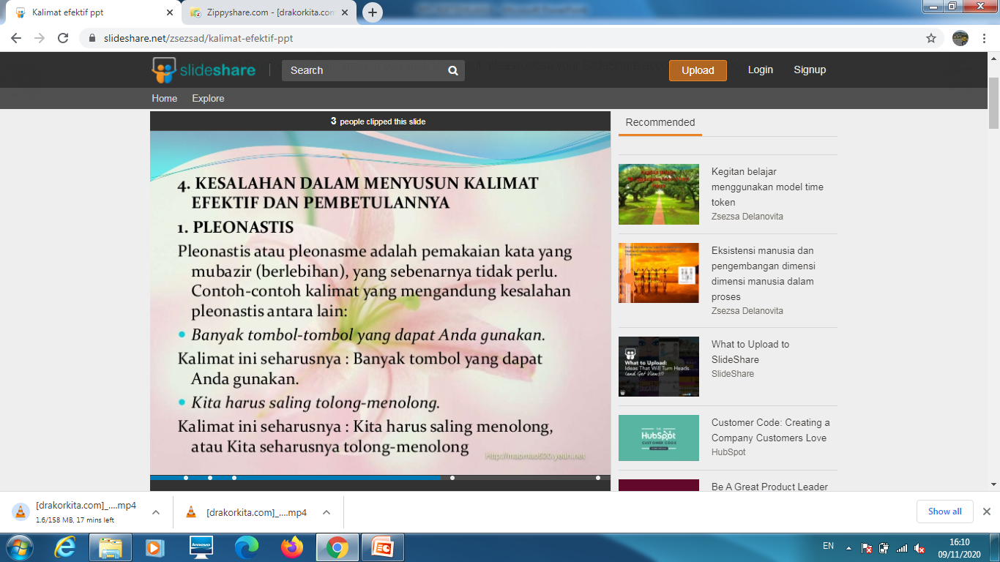 Kalimat efektif ppt
Zippyshare.com - [drakorkita.com
slideshare.net/zsezsad/kalimat-efektif-ppt
slideshare
Search
Upload
Login
Signup
Home
Explore
3 people clipped this slide
4. KESALAHAN DALAM MENYUSUN KALIMAT
EFEKTIF DAN PEMBETULANNYA
1. PLEONASTIS
Pleonastis atau pleonasme adalah pemakaian kata yang
mubazir (berlebihan), yang sebenarnya tidak perlu.
Contoh-contoh kalimat yang mengandung kesalahan
pleonastis antara lain:
• Banyak tombol-tombol yang dapat Anda gunakan.
Kalimat ini seharusnya : Banyak tombol yang dapat
Anda gunakan.
• Kita harus saling tolong-menolong.
Kalimat ini seharusnya : Kita harus saling menolong,
atau Kita seharusnya tolong-menolong
Http://maomao520.yeah.net
Recommended
Kegitan belajar
menggunakan model time
token
Zsezsa Delanovita
Eksistensi manusia dan
pengembangan dimensi
dimensi manusia dalam
proses
Zsezsa Delanovita
What to Upload:
Ideas That Will Turn Heads
(and Get Views!)
What to Upload to
SlideShare
SlideShare
HubSpot
CUSTOMER CODE
Customer Code: Creating a
Company Customers Love
HubSpot
Be A Great Product Leader
[drakorkita.com]_....mp4
1.6/158 MB, 17 mins left
[drakorkita.com]_....mp4
Show all
lenovo
EN
16:10
09/11/2020